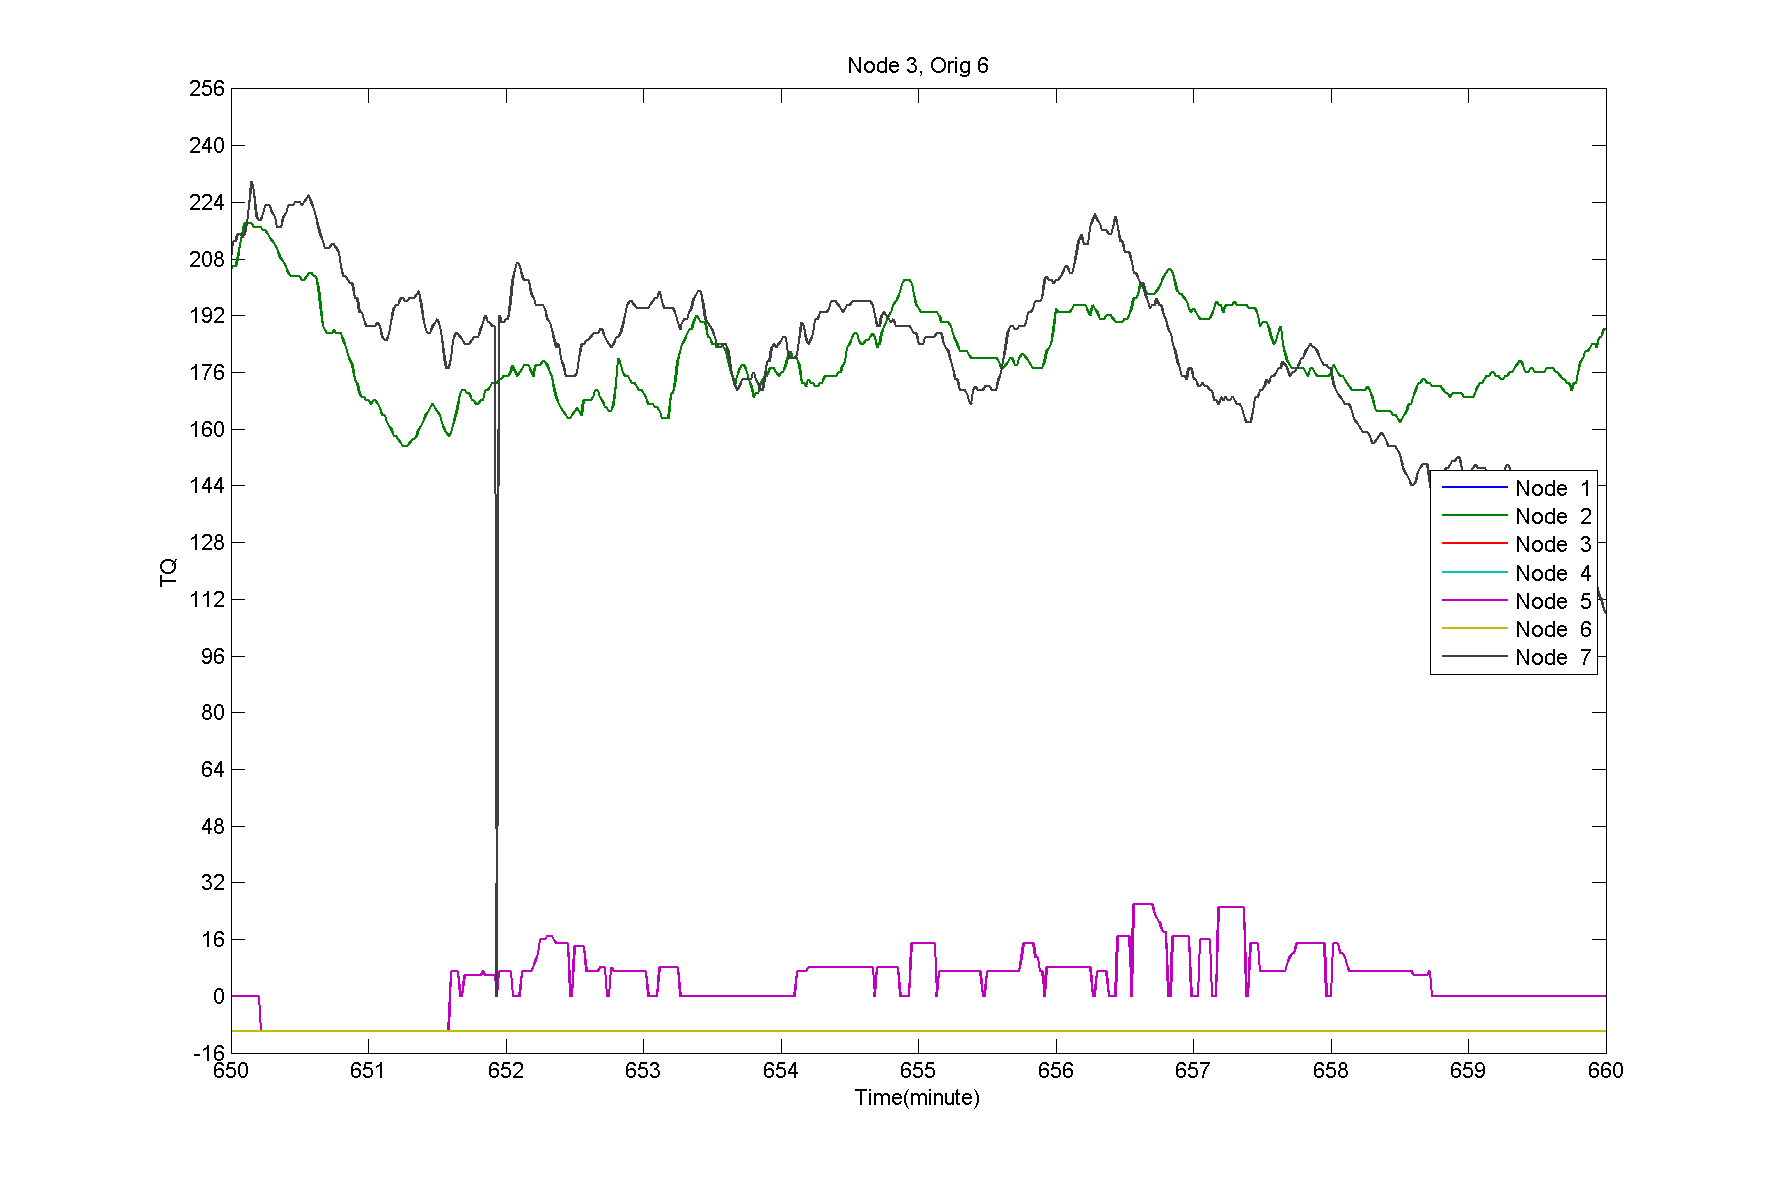 Node 3, Orig 6
256
240
224
208
192
176
160
144
128
112
96
80
64
48
32
16
0
-16
TQ
Node 1
Node 2
Node 3
Node 4
Node 5
Node 6
Node 7
650 651 652 653 654 655 656 657 658 659 660
Time(minute)